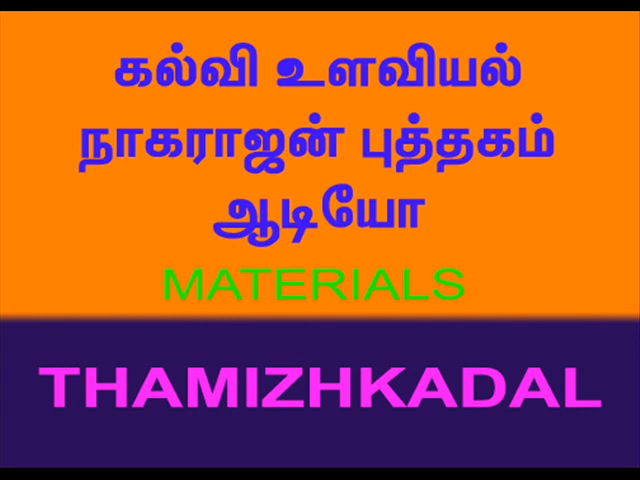 கல்வி உளவியல்
நாகராஜன் புத்தகம்
ஆடியோ
MATERIALS
THAMIZHKADAL